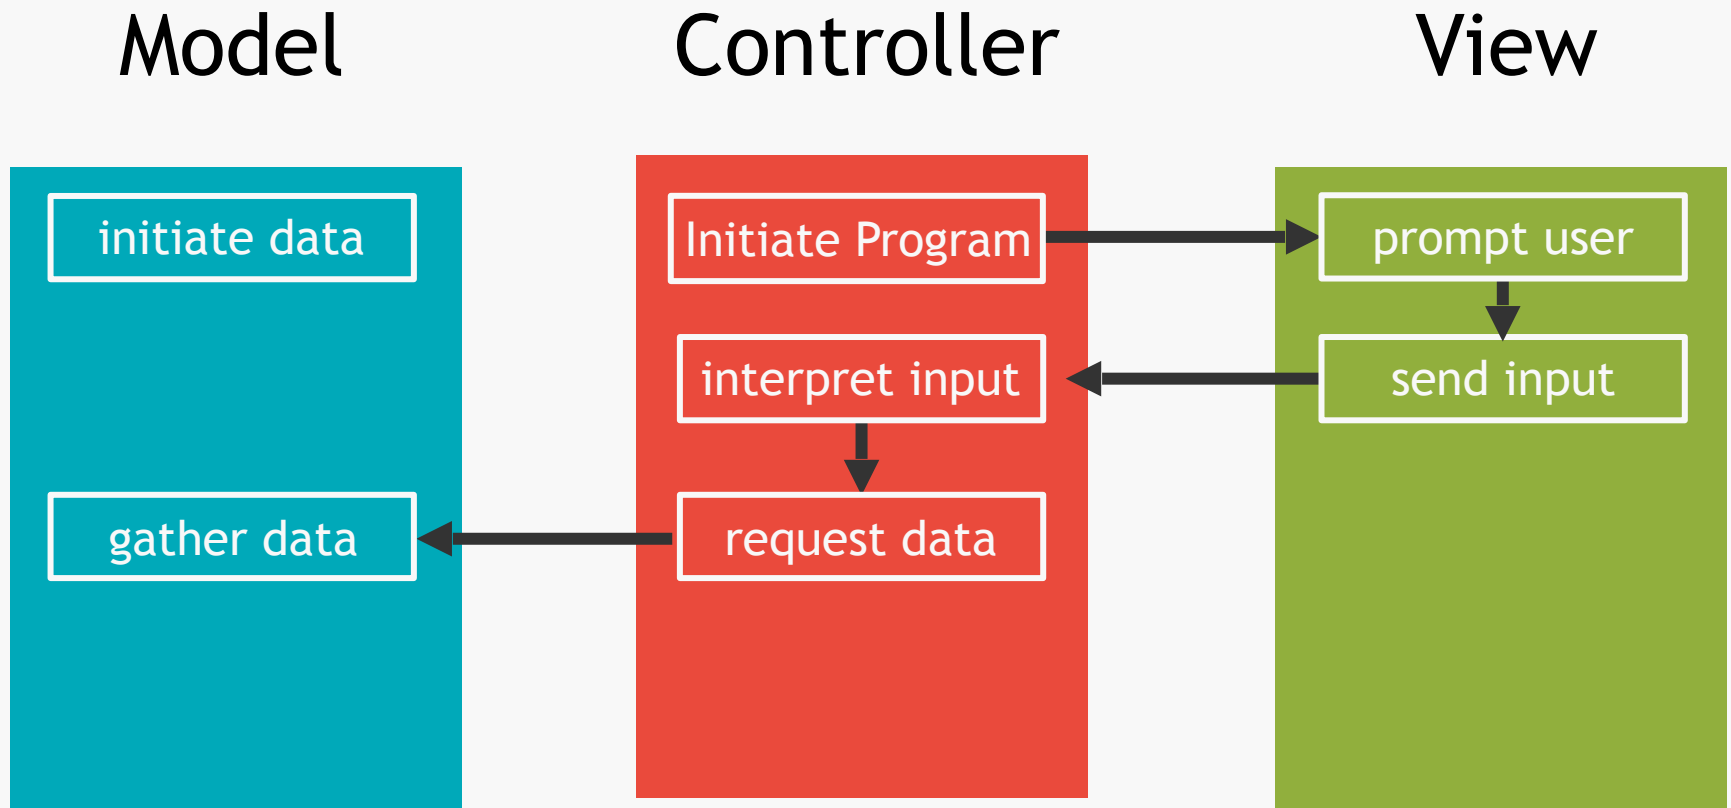 Model
Controller
View
initiate data
Initiate Program
prompt user
interpret input
send input
gather data
request data